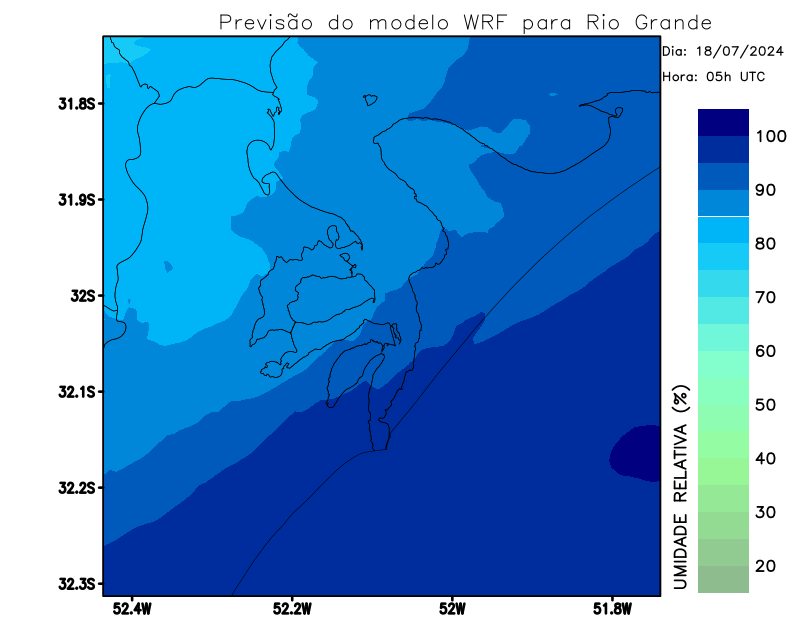 Previsão do modelo WRF para Rio Grande
Dia: 18/07/2024
Hora: 05h UTC
31.8S
31.9S
32S
32.1S
32.2S
32.3S
52.4W
52.2W
52W
51.8W
UMIDADE RELATIVA (%)
100
90
80
70
60
50
40
30
20